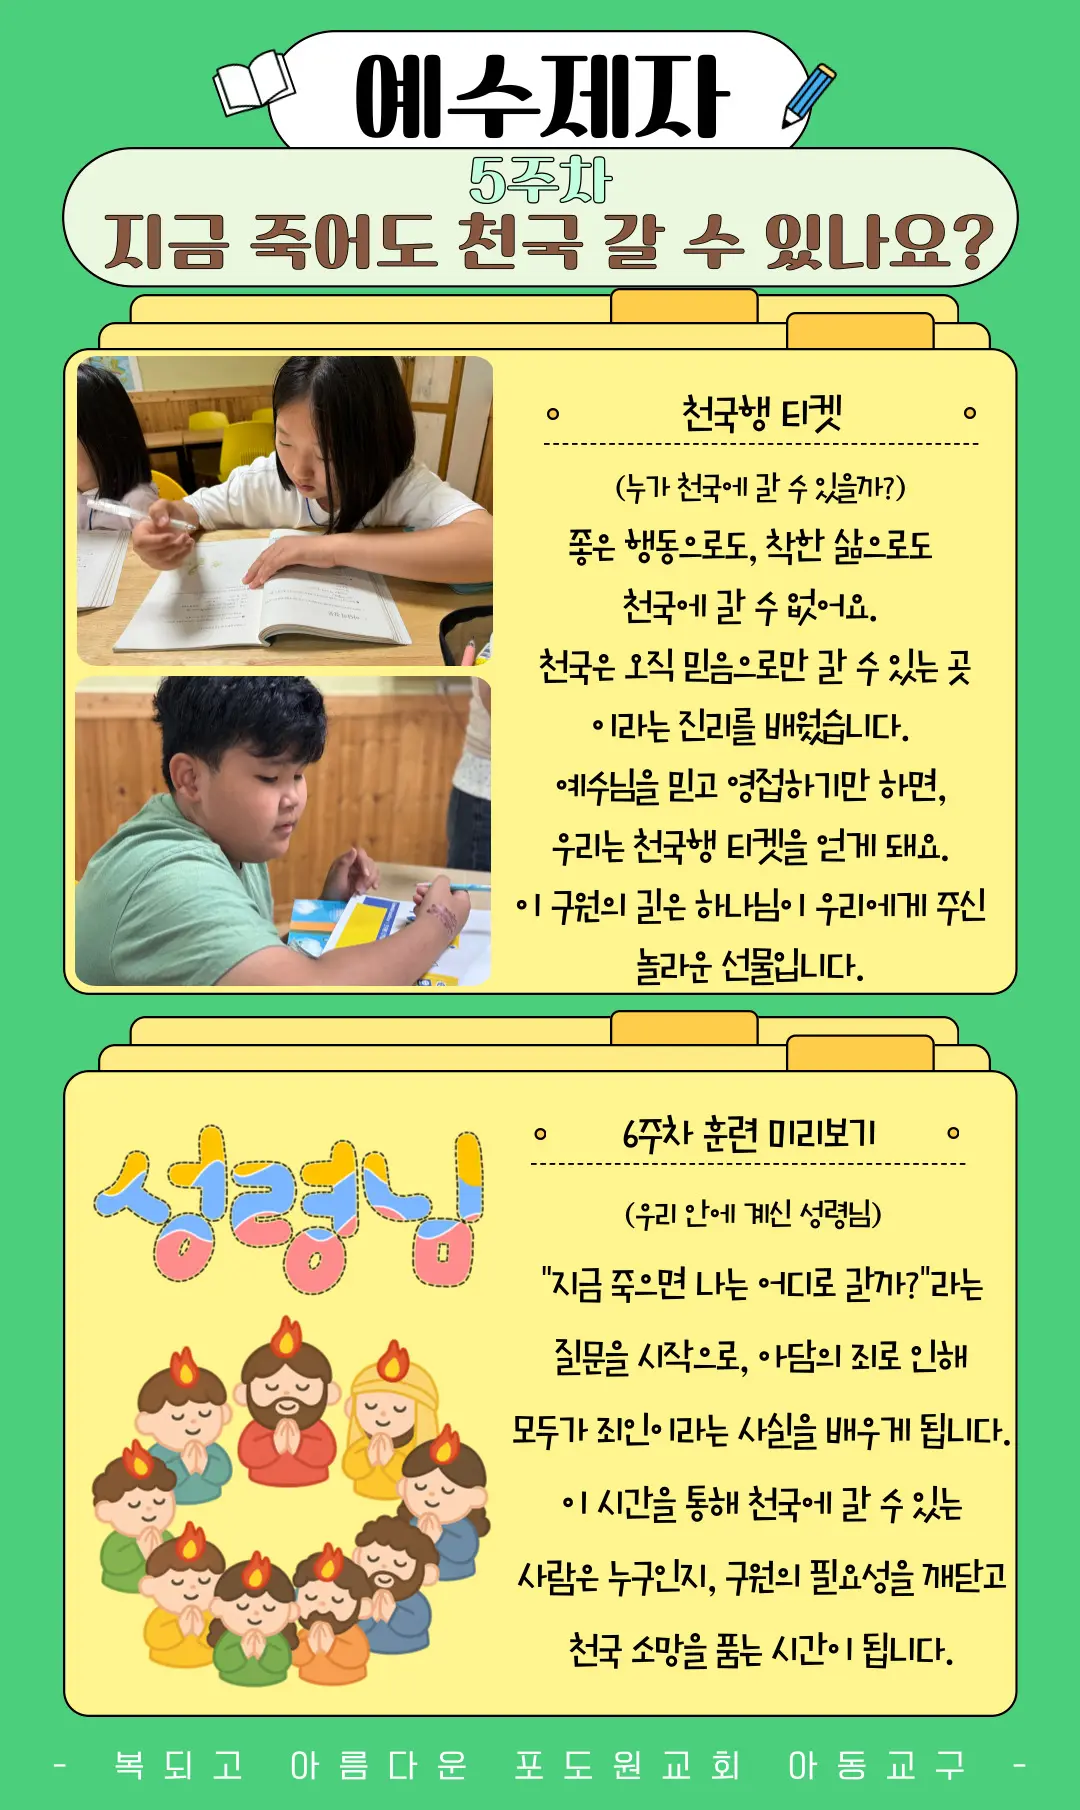 예수제자
5주차
지금 죽어도 천국 갈 수 있나요?
천국행 티켓
(누가 천국에 갈 수 있을까?)
좋은 행동으로도, 착한 삶으로도
천국에 갈 수 없어요.
천국은 오직 믿음으로만 갈 수 있는 곳
이라는 진리를 배웠습니다.
예수님을 믿고 영접하기만 하면,
우리는 천국행 티켓을 얻게 돼요.
이 구원의 길은 하나님이 우리에게 주신
놀라운 선물입니다.
성령님
6주차 훈련 미리보기
(우리 안에 계신 성령님)
"지금 죽으면 나는 어디로 갈까?"라는
질문을 시작으로, 아담의 죄로 인해
모두가 죄인이라는 사실을 배우게 됩니다.
이 시간을 통해 천국에 갈 수 있는
사람은 누구인지, 구원의 필요성을 깨닫고
천국 소망을 품는 시간이 됩니다.
- 복되고 아름다운 포도원교회 아동교구 -